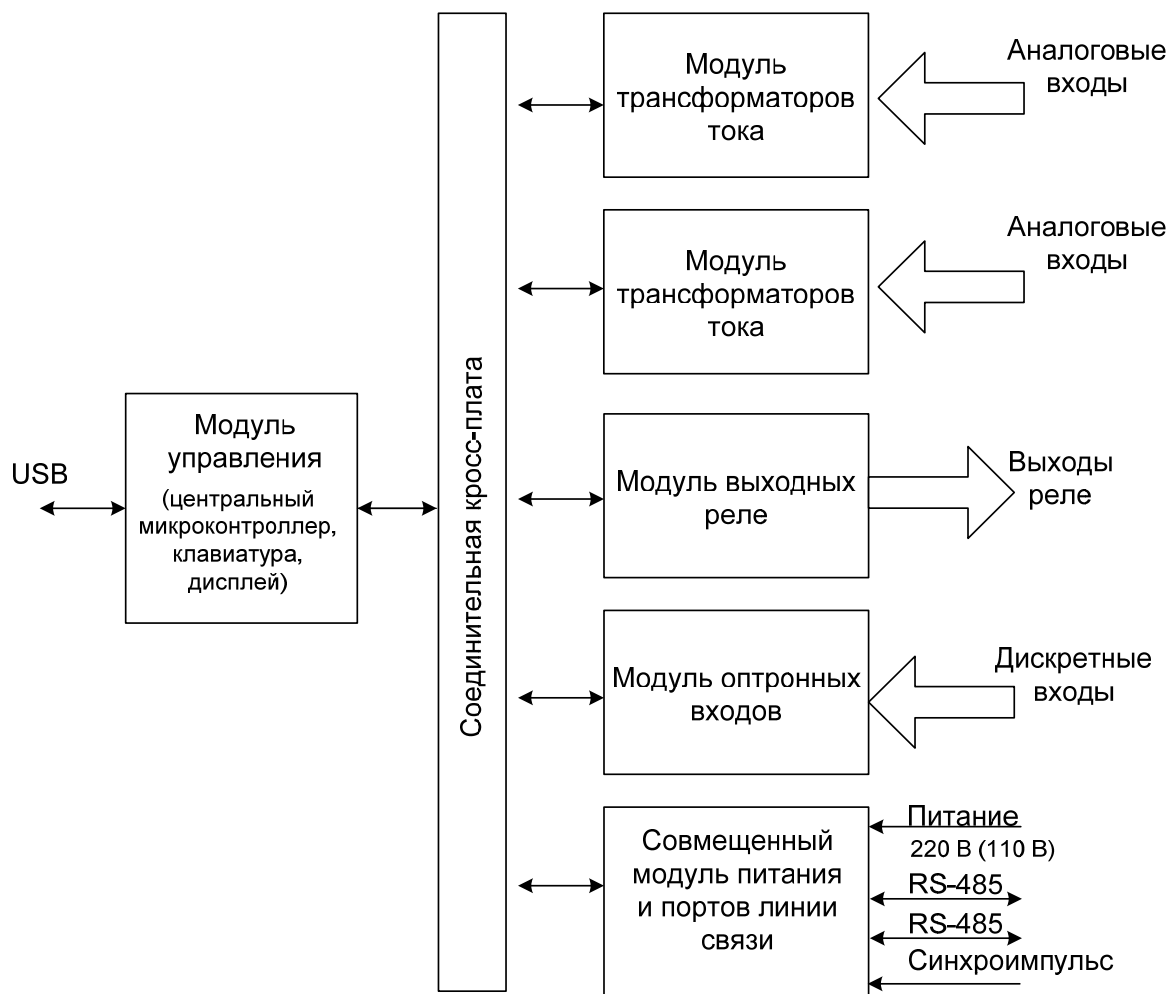 USB
Модуль
управления
(центральный
микроконтроллер,
клавиатура,
дисплей)
Соединительная кросс-плата
Модуль
трансформаторов
тока
Аналоговые
входы
Модуль
трансформаторов
тока
Аналоговые
входы
Модуль выходных
реле
Выходы
реле
Модуль оптронных
входов
Дискретные
входы
Совмещенный
модуль питания
и портов линии
связи
Питание
220 В (110 В)
RS-485
RS-485
Синхроимпульс